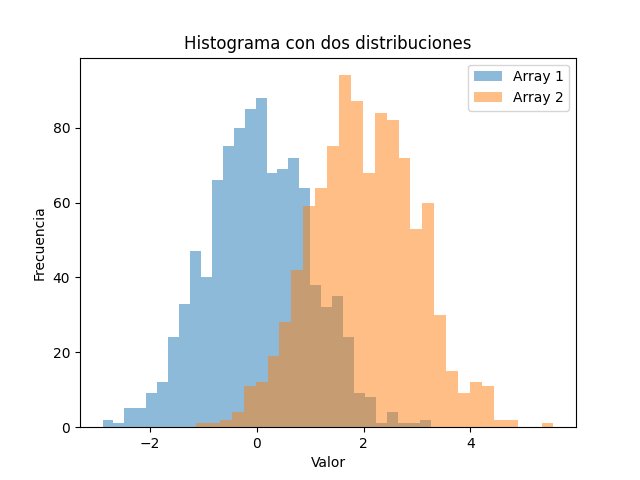 Histograma con dos distribuciones
Array 1
Array 2
Frecuencia
80
60
40
20
0
−2
0
2
4
Valor